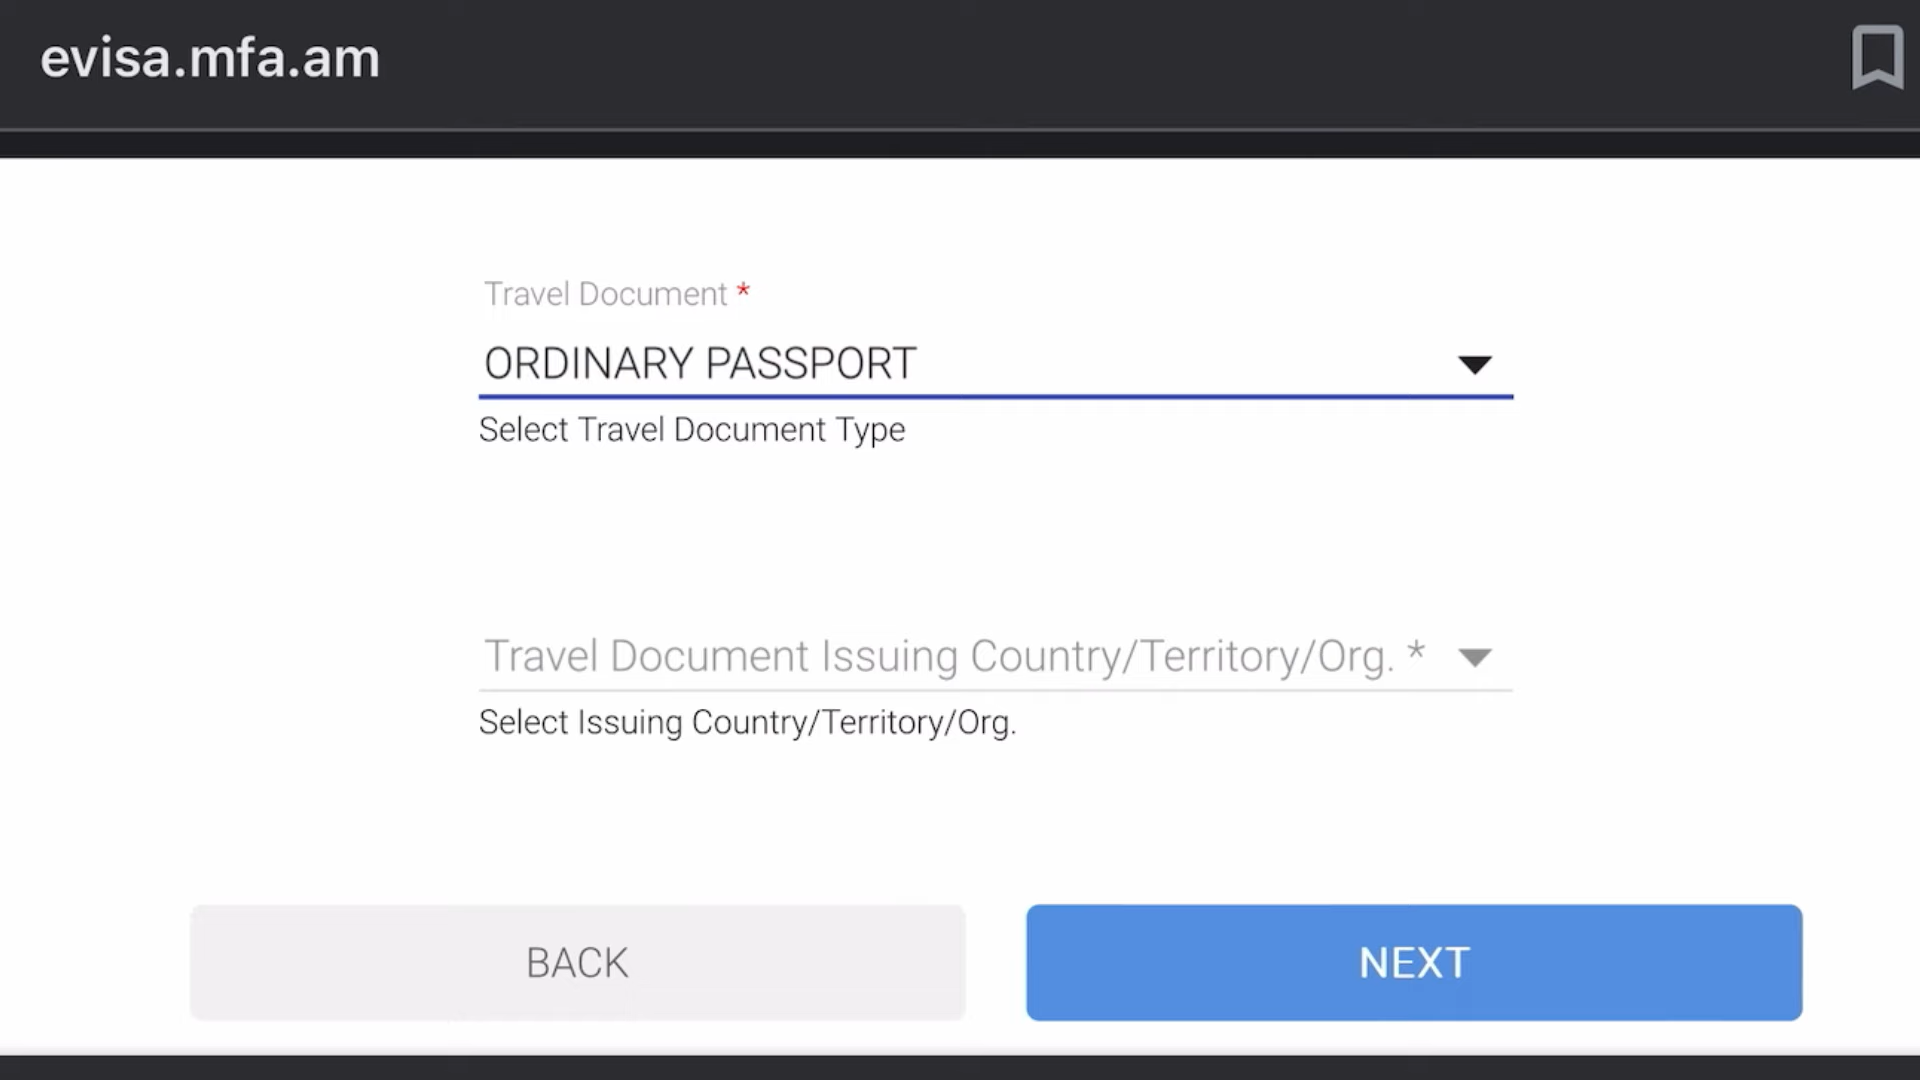 evisa.mfa.am
Travel Document *
ORDINARY PASSPORT
Select Travel Document Type
Travel Document Issuing Country/Territory/Org. *
Select Issuing Country/Territory/Org.
BACK
NEXT